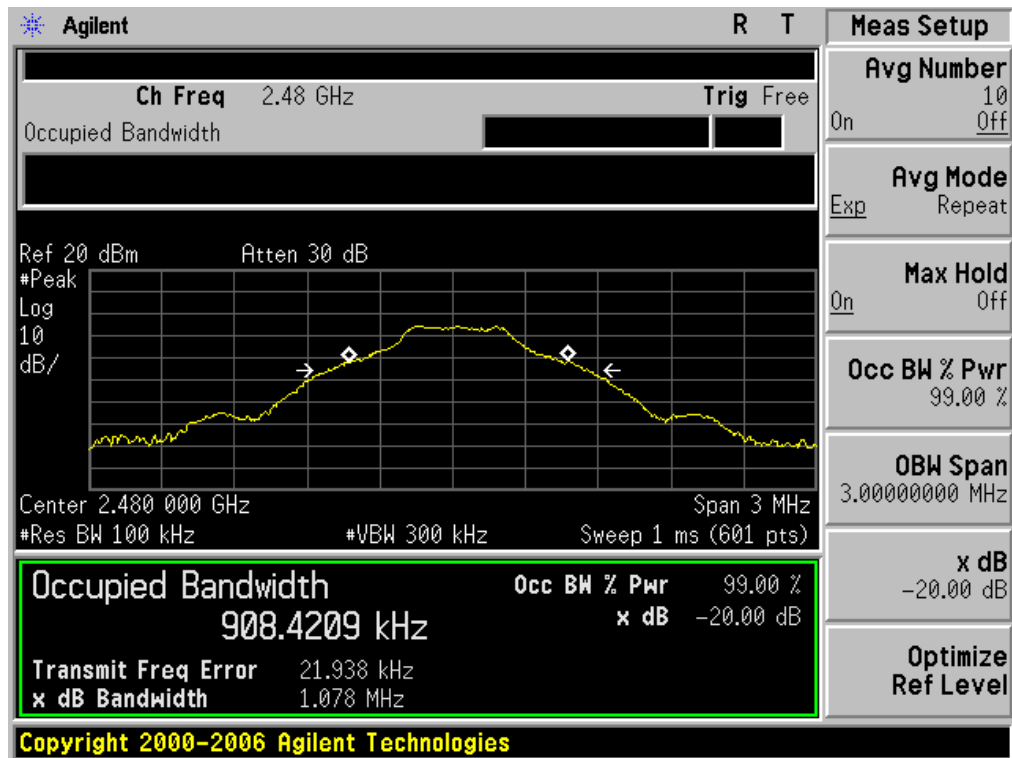 Agilent R T
Ch Freq 2.48 GHz Trig Free
Occupied Bandwidth
Ref 20 dBm Atten 30 dB
#Peak
Log
10
dB/
Center 2.480 000 GHz Span 3 MHz
#Res BW 100 kHz #VBW 300 kHz Sweep 1 ms (601 pts)
Occupied Bandwidth Occ BW % Pwr 99.00 %
908.4209 kHz x dB -20.00 dB
Transmit Freq Error 21.938 kHz
x dB Bandwidth 1.078 MHz
Copyright 2000-2006 Agilent Technologies
Meas Setup
Avg Number
10
On Off
Avg Mode
Exp Repeat
Max Hold
On Off
Occ BW % Pwr
99.00 %
OBW Span
3.00000000 MHz
x dB
-20.00 dB
Optimize
Ref Level